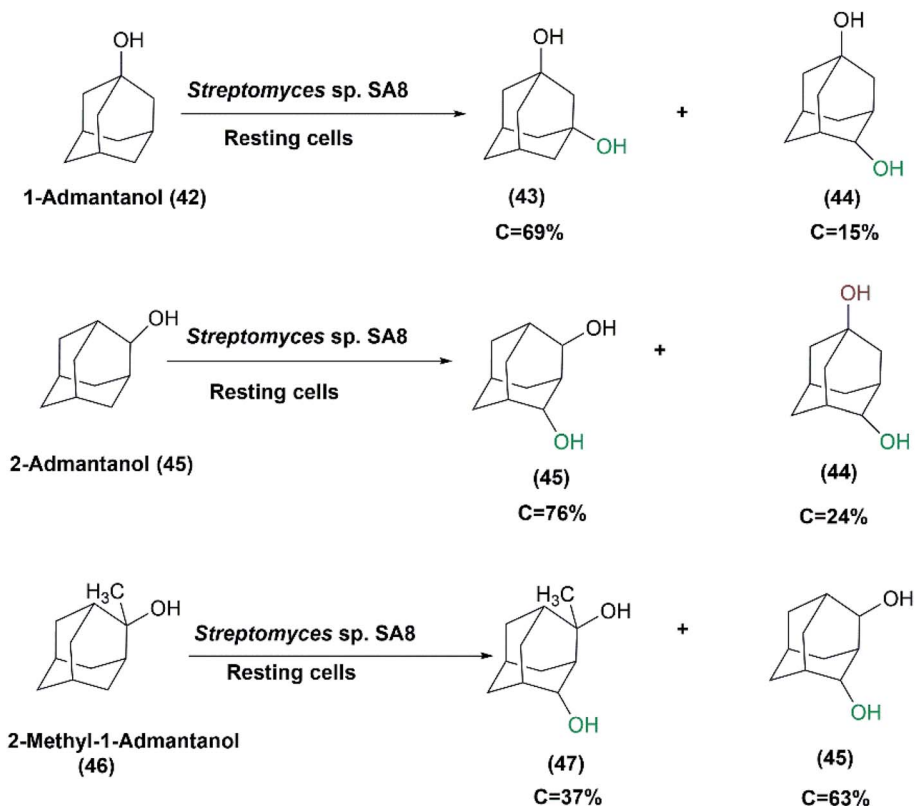 OH
Streptomyces sp. SA8
Resting cells
1-Admantanol (42)
OH
OH
(43)
C=69%
+
OH
OH
(44)
C=15%
OH
Streptomyces sp. SA8
Resting cells
2-Admantanol (45)
OH
OH
(45)
C=76%
+
OH
OH
(44)
C=24%
H3C
OH
Streptomyces sp. SA8
Resting cells
2-Methyl-1-Admantanol
(46)
H3C
OH
OH
(47)
C=37%
+
OH
OH
(45)
C=63%